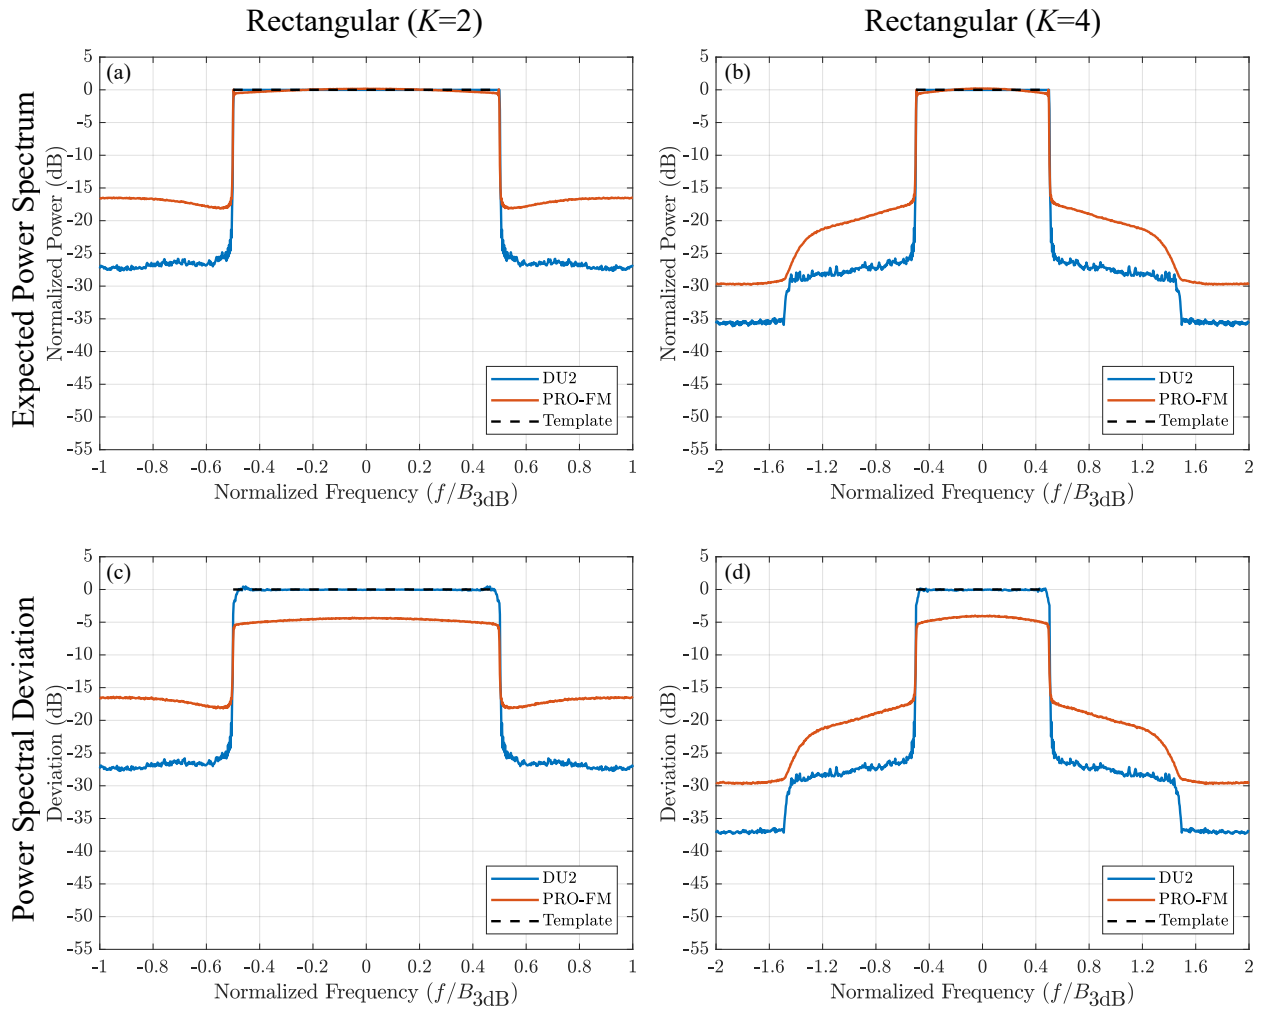 Rectangular (K=2)
Rectangular (K=4)
Expected Power Spectrum
(a)
Normalized Power (dB)
5
0
-5
-10
-15
-20
-25
-30
-35
-40
-45
-50
-55
DU2
PRO-FM
Template
-1 -0.8 -0.6 -0.4 -0.2 0 0.2 0.4 0.6 0.8 1
Normalized Frequency (f/B3dB)
(b)
Normalized Power (dB)
5
0
-5
-10
-15
-20
-25
-30
-35
-40
-45
-50
-55
DU2
PRO-FM
Template
-2 -1.6 -1.2 -0.8 -0.4 0 0.4 0.8 1.2 1.6 2
Normalized Frequency (f/B3dB)
Power Spectral Deviation
(c)
Deviation (dB)
5
0
-5
-10
-15
-20
-25
-30
-35
-40
-45
-50
-55
DU2
PRO-FM
Template
-1 -0.8 -0.6 -0.4 -0.2 0 0.2 0.4 0.6 0.8 1
Normalized Frequency (f/B3dB)
(d)
Deviation (dB)
5
0
-5
-10
-15
-20
-25
-30
-35
-40
-45
-50
-55
DU2
PRO-FM
Template
-2 -1.6 -1.2 -0.8 -0.4 0 0.4 0.8 1.2 1.6 2
Normalized Frequency (f/B3dB)